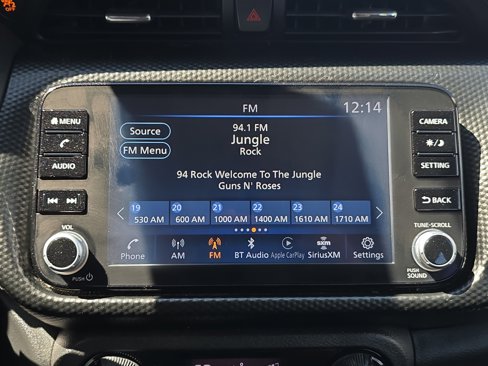 OFF
FM
12:14
MENU
AUDIO
VOL
PUSH
Source
FM Menu
94.1 FM
Jungle
Rock
94 Rock Welcome To The Jungle
Guns N' Roses
19 20 21 22 23 24
530 AM 600 AM 1000 AM 1400 AM 1610 AM 1710 AM
Phone AM FM BT Audio Apple CarPlay SiriusXM Settings
sxm
CAMERA
SETTING
BACK
TUNE·SCROLL
PUSH
SOUND